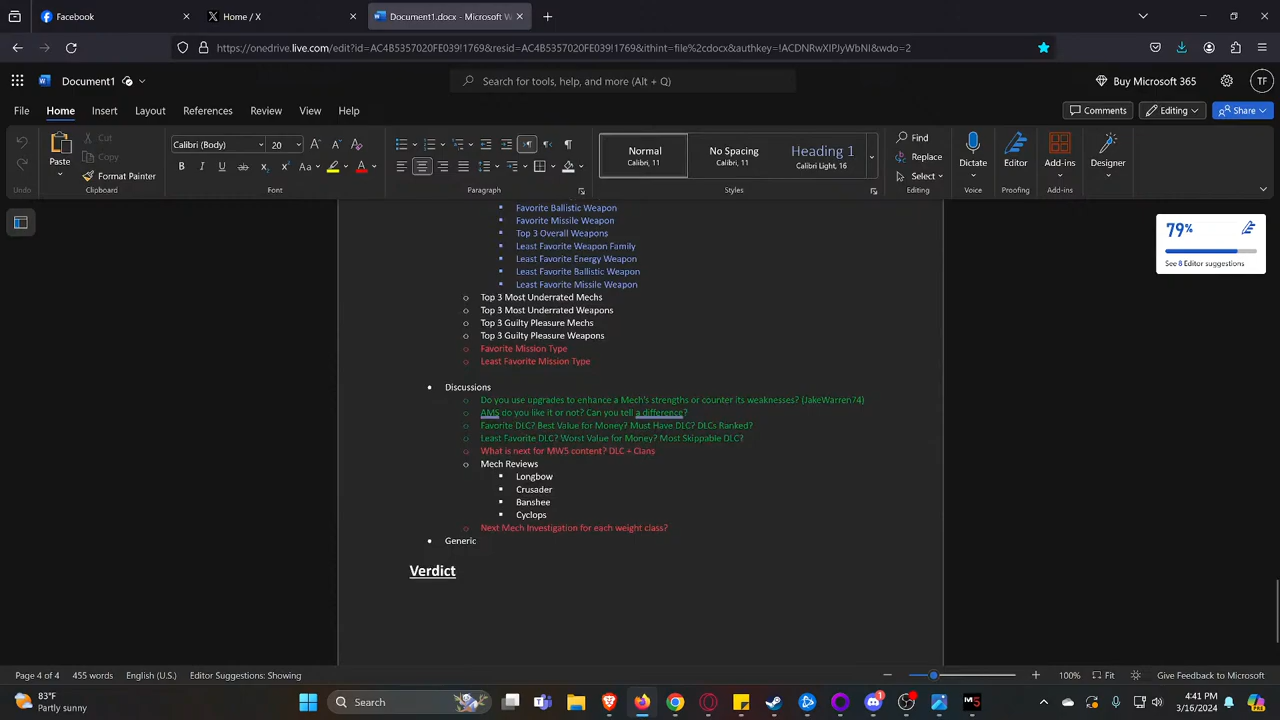 Facebook
Home / X
Document1.docx - Microsoft W
https://onedrive.live.com/edit?id=AC4B5357020FE039!1769&resid=AC4B5357020FE039!1769&ithint=file%2cdocx&authkey=!ACDNRwXIPJyWbNI&wdo=2
Document1
Search for tools, help, and more (Alt + Q)
Buy Microsoft 365
TF
File
Home
Insert
Layout
References
Review
View
Help
Comments
Editing
Share
Undo
Paste
Cut
Copy
Format Painter
Clipboard
Calibri (Body)
20
Font
Paragraph
Normal
Calibri, 11
No Spacing
Calibri, 11
Heading 1
Calibri Light, 16
Styles
Find
Replace
Select
Editing
Dictate
Voice
Editor
Proofing
Add-ins
Add-ins
Designer
79%
See 8 Editor suggestions
Favorite Ballistic Weapon
Favorite Missile Weapon
Top 3 Overall Weapons
Least Favorite Weapon Family
Least Favorite Energy Weapon
Least Favorite Ballistic Weapon
Least Favorite Missile Weapon
Top 3 Most Underrated Mechs
Top 3 Most Underrated Weapons
Top 3 Guilty Pleasure Mechs
Top 3 Guilty Pleasure Weapons
Favorite Mission Type
Least Favorite Mission Type
Discussions
Do you use upgrades to enhance a Mech's strengths or counter its weaknesses? (JakeWarren74)
AMS do you like it or not? Can you tell a difference?
Favorite DLC? Best Value for Money? Must Have DLC? DLCs Ranked?
Least Favorite DLC? Worst Value for Money? Most Skippable DLC?
What is next for MW5 content? DLC + Clans
Mech Reviews
Longbow
Crusader
Banshee
Cyclops
Next Mech Investigation for each weight class?
Generic
Verdict
Page 4 of 4
455 words
English (U.S.)
Editor Suggestions: Showing
100%
Fit
Give Feedback to Microsoft
83°F
Partly sunny
Search
4:41 PM
3/16/2024